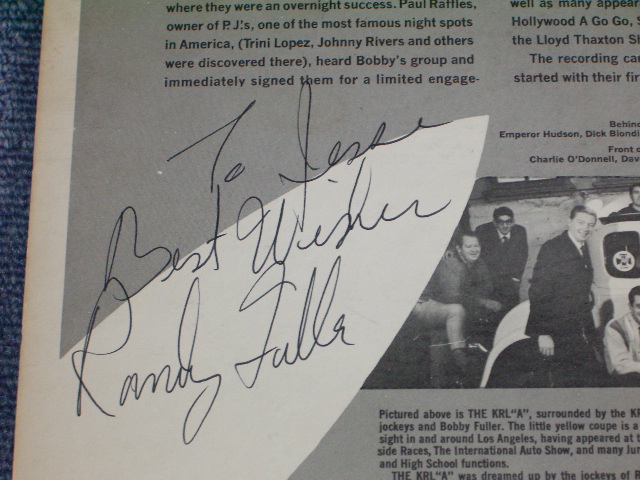 where they were an overnight success. Paul Raffles,
owner of P.J.'s, one of the most famous night spots
in America, (Trini Lopez, Johnny Rivers and others
were discovered there), heard Bobby's group and
immediately signed them for a limited engage-
well as many appear
Hollywood A Go Go, S
the Lloyd Thaxton Sh
The recording ca
started with their fir
Behin
Emperor Hudson, Dick Biondi
Front
Charlie O'Donnell, Dav
To Jesse
Best Wishes
Randy Fuller
Pictured above is THE KRL"A", surrounded by the KR
jockeys and Bobby Fuller. The little yellow coupe is a
sight in and around Los Angeles, having appeared at t
side Races, The International Auto Show, and many Jun
and High School functions.
THE KRL"A" was dreamed up by the jockeys of